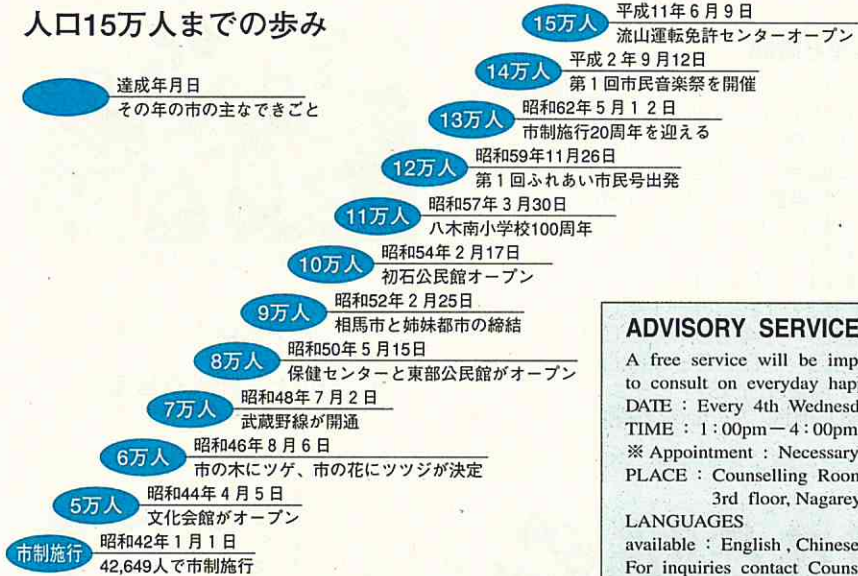 人口15万人までの歩み
達成年月日
その年の市の主なできごと
15万人
平成11年6月9日
流山運転免許センターオープン
14万人
平成2年9月12日
第1回市民音楽祭を開催
13万人
昭和62年5月12日
市制施行20周年を迎える
12万人
昭和59年11月26日
第1回ふれあい市民号出発
11万人
昭和57年3月30日
八木南小学校100周年
10万人
昭和54年2月17日
初石公民館オープン
9万人
昭和52年2月25日
相馬市と姉妹都市の締結
8万人
昭和50年5月15日
保健センターと東部公民館がオープン
7万人
昭和48年7月2日
武蔵野線が開通
6万人
昭和46年8月6日
市の木にツゲ、市の花にツツジが決定
5万人
昭和44年4月5日
文化会館がオープン
市制施行
昭和42年1月1日
42,649人で市制施行
ADVISORY SERVICE
A free service will be
to consult on everyday
DATE : Every 4th
TIME : 1:00pm—4:00pm
※ Appointment : Necessary
PLACE : Counselling Room
3rd floor,
LANGUAGES
available : English , Chinese
For inquiries contact